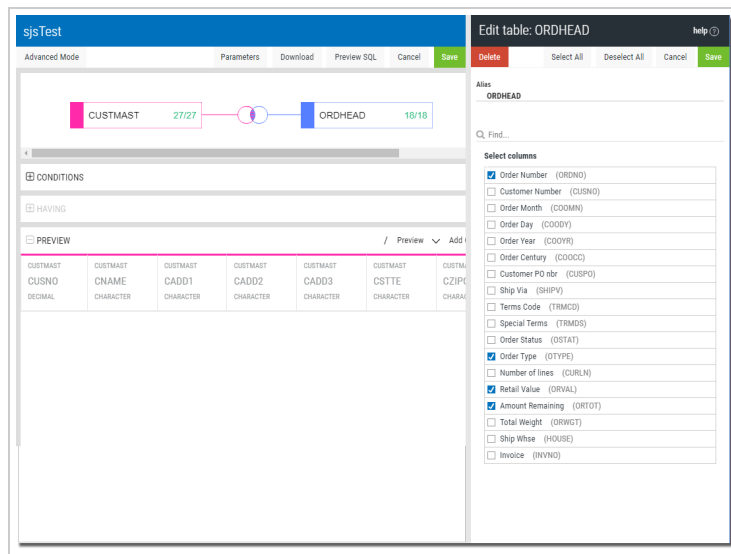 sjsTest
Advanced Mode Parameters Download Preview SQL Cancel Save
CUSTMAST 27/27 ORDHEAD 18/18
CONDITIONS
HAVING
PREVIEW / Preview Add
CUSTMAST CUSTMAST CUSTMAST CUSTMAST CUSTMAST CUSTMAST
CUSNO CNAME CADD1 CADD2 CADD3 CSTTE
DECIMAL CHARACTER CHARACTER CHARACTER CHARACTER CHARACTER
Edit table: ORDHEAD help
Delete Select All Deselect All Cancel Save
Alias
ORDHEAD
Find...
Select columns
Order Number (ORDNO)
Customer Number (CUSNO)
Order Month (COOMN)
Order Day (COODY)
Order Year (COOYR)
Order Century (COOCC)
Customer PO nbr (CUSPO)
Ship Via (SHIPV)
Terms Code (TRMCD)
Special Terms (TRMDS)
Order Status (OSTAT)
Order Type (OTYPE)
Number of lines (CURLN)
Retail Value (ORVAL)
Amount Remaining (ORTOT)
Total Weight (ORWGT)
Ship Whse (HOUSE)
Invoice (INVNO)